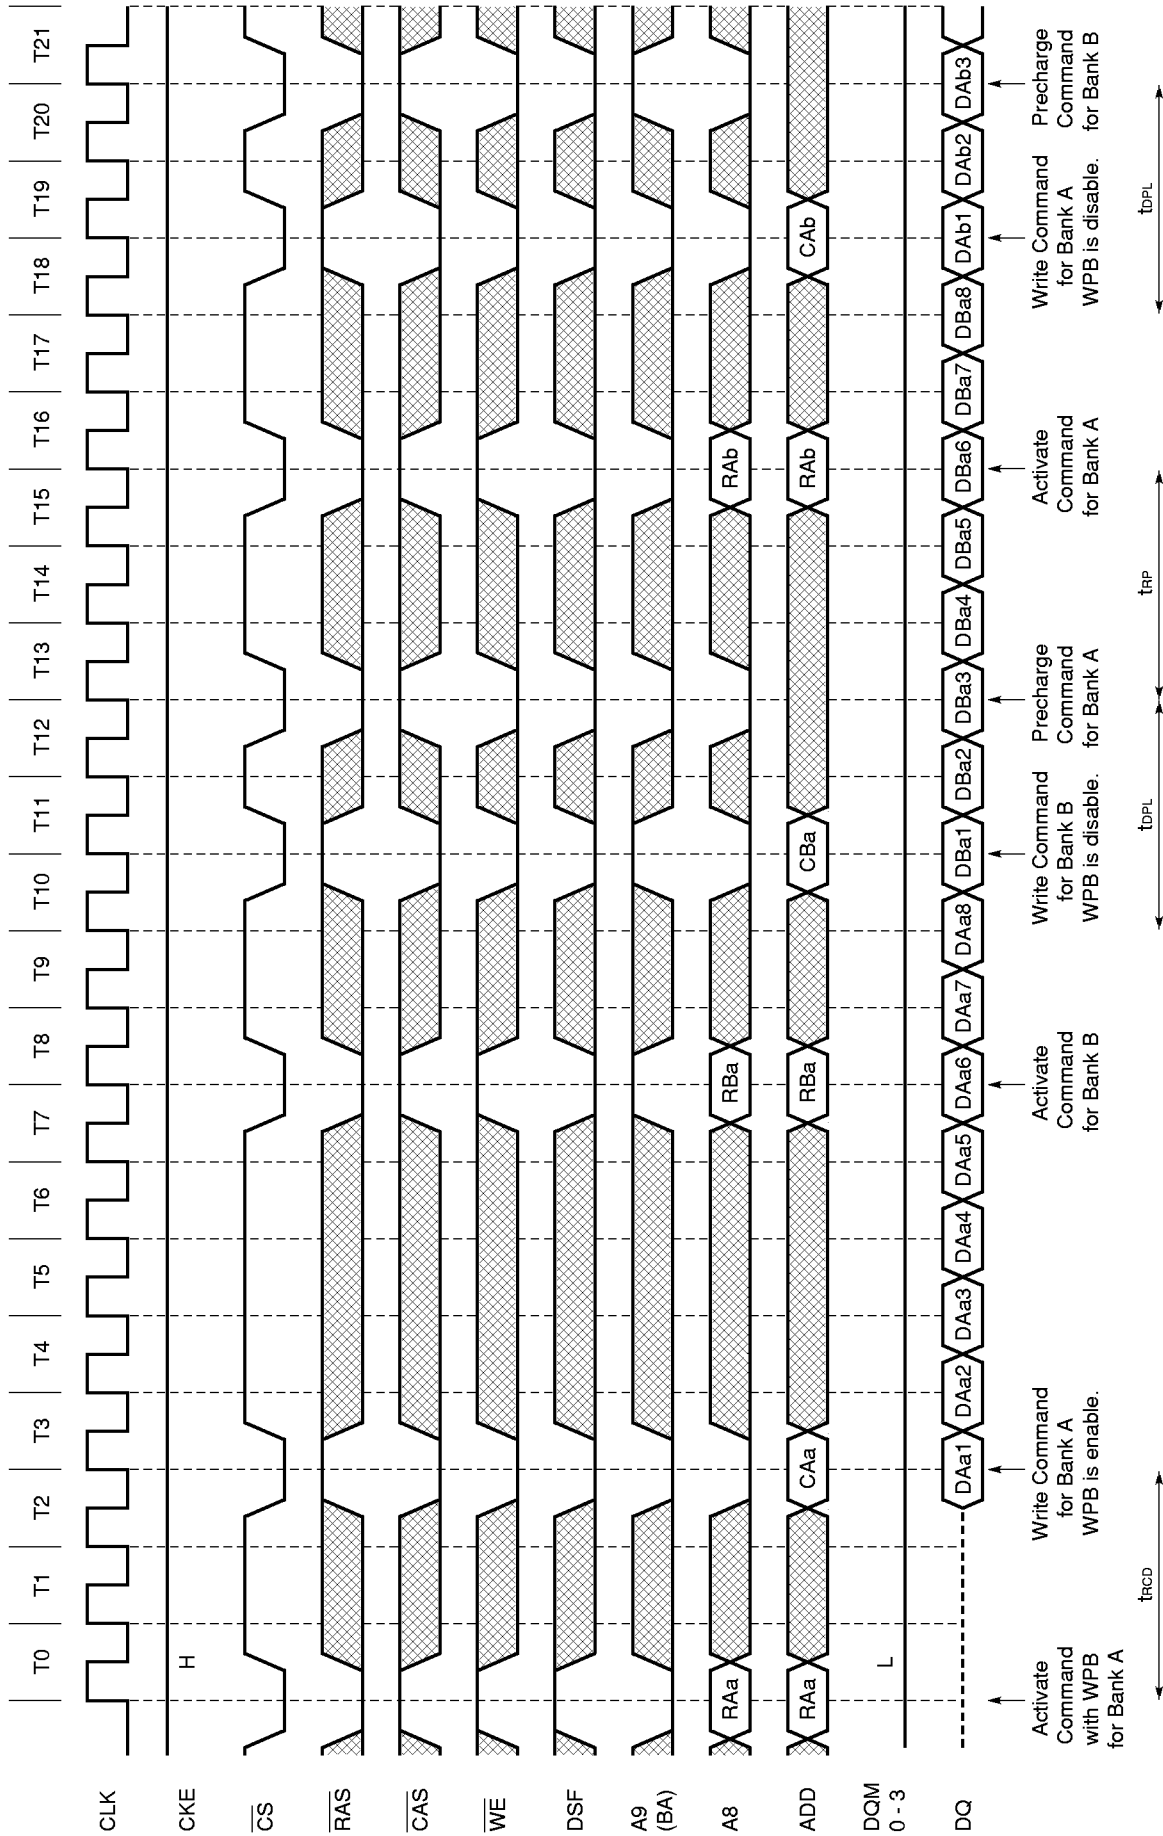 T0 T1 T2 T3 T4 T5 T6 T7 T8 T9 T10 T11 T12 T13 T14 T15 T16 T17 T18 T19 T20 T21
CLK
CKE H
CS
RAS
CAS
WE
DSF
A9
(BA)
A8 RAa RBa RAb
ADD RAa CAa RBa CBa RAb CAb
DQM
0 - 3
L
DQ DAa1 DAa2 DAa3 DAa4 DAa5 DAa6 DAa7 DAa8 DBa1 DBa2 DBa3 DBa4 DBa5 DBa6 DBa7 DBa8 DAb1 DAb2 DAb3
Activate
Command
with WPB
for Bank A
Write Command
for Bank A
WPB is enable.
Activate
Command
for Bank B
Write Command
for Bank B
WPB is disable.
Precharge
Command
for Bank A
Activate
Command
for Bank A
Write Command
for Bank A
WPB is disable.
Precharge
Command
for Bank B
tRCD tDPL tRP tDPL